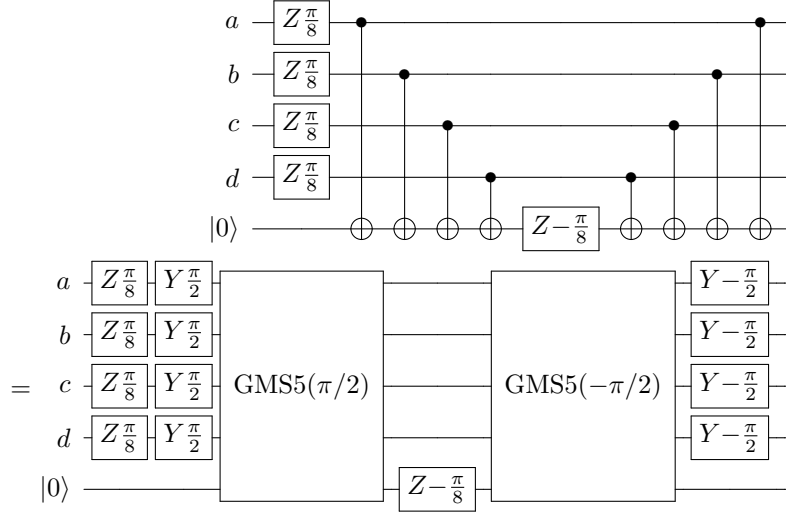 a Z π/8
b Z π/8
c Z π/8
d Z π/8
|0⟩ Z−π/8
a Z π/8 Y π/2 Y−π/2
b Z π/8 Y π/2 Y−π/2
= c Z π/8 Y π/2 GMS5(π/2) GMS5(−π/2) Y−π/2
d Z π/8 Y π/2 Y−π/2
|0⟩ Z−π/8